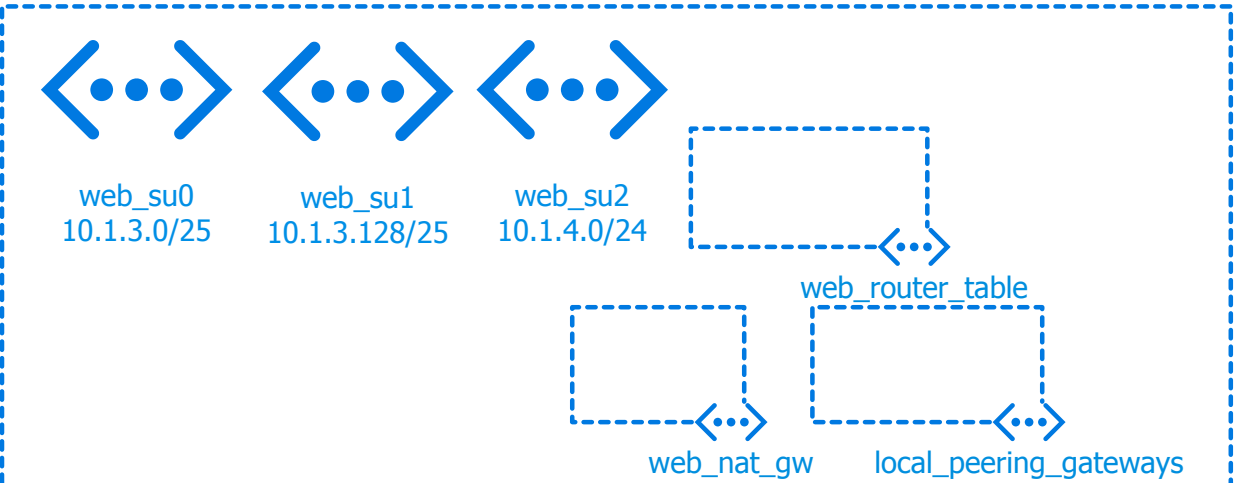 web_su0
10.1.3.0/25
web_su1
10.1.3.128/25
web_su2
10.1.4.0/24
web_router_table
web_nat_gw
local_peering_gateways